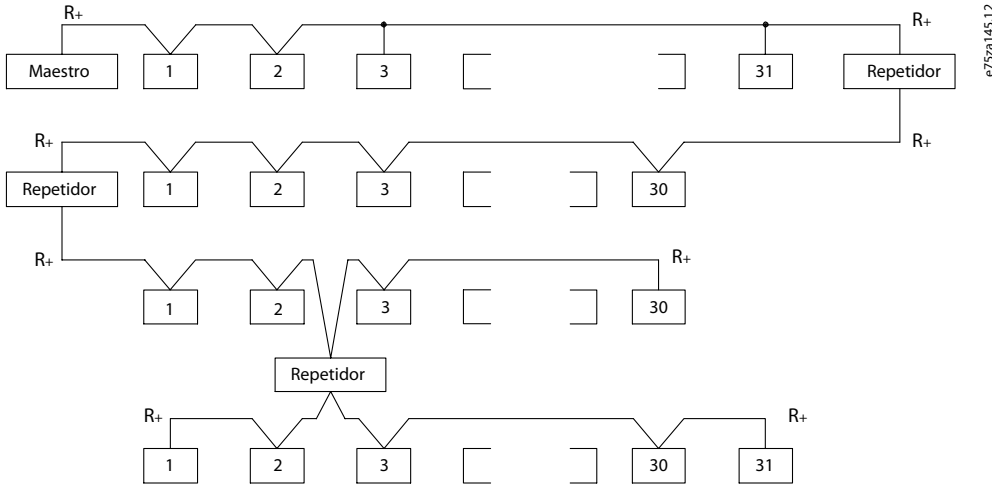 R+ R+
Maestro 1 2 3 31 Repetidor
e75za145.12
R+ R+
Repetidor 1 2 3 30
R+ R+
1 2 3 30
Repetidor
R+ R+
1 2 3 30 31